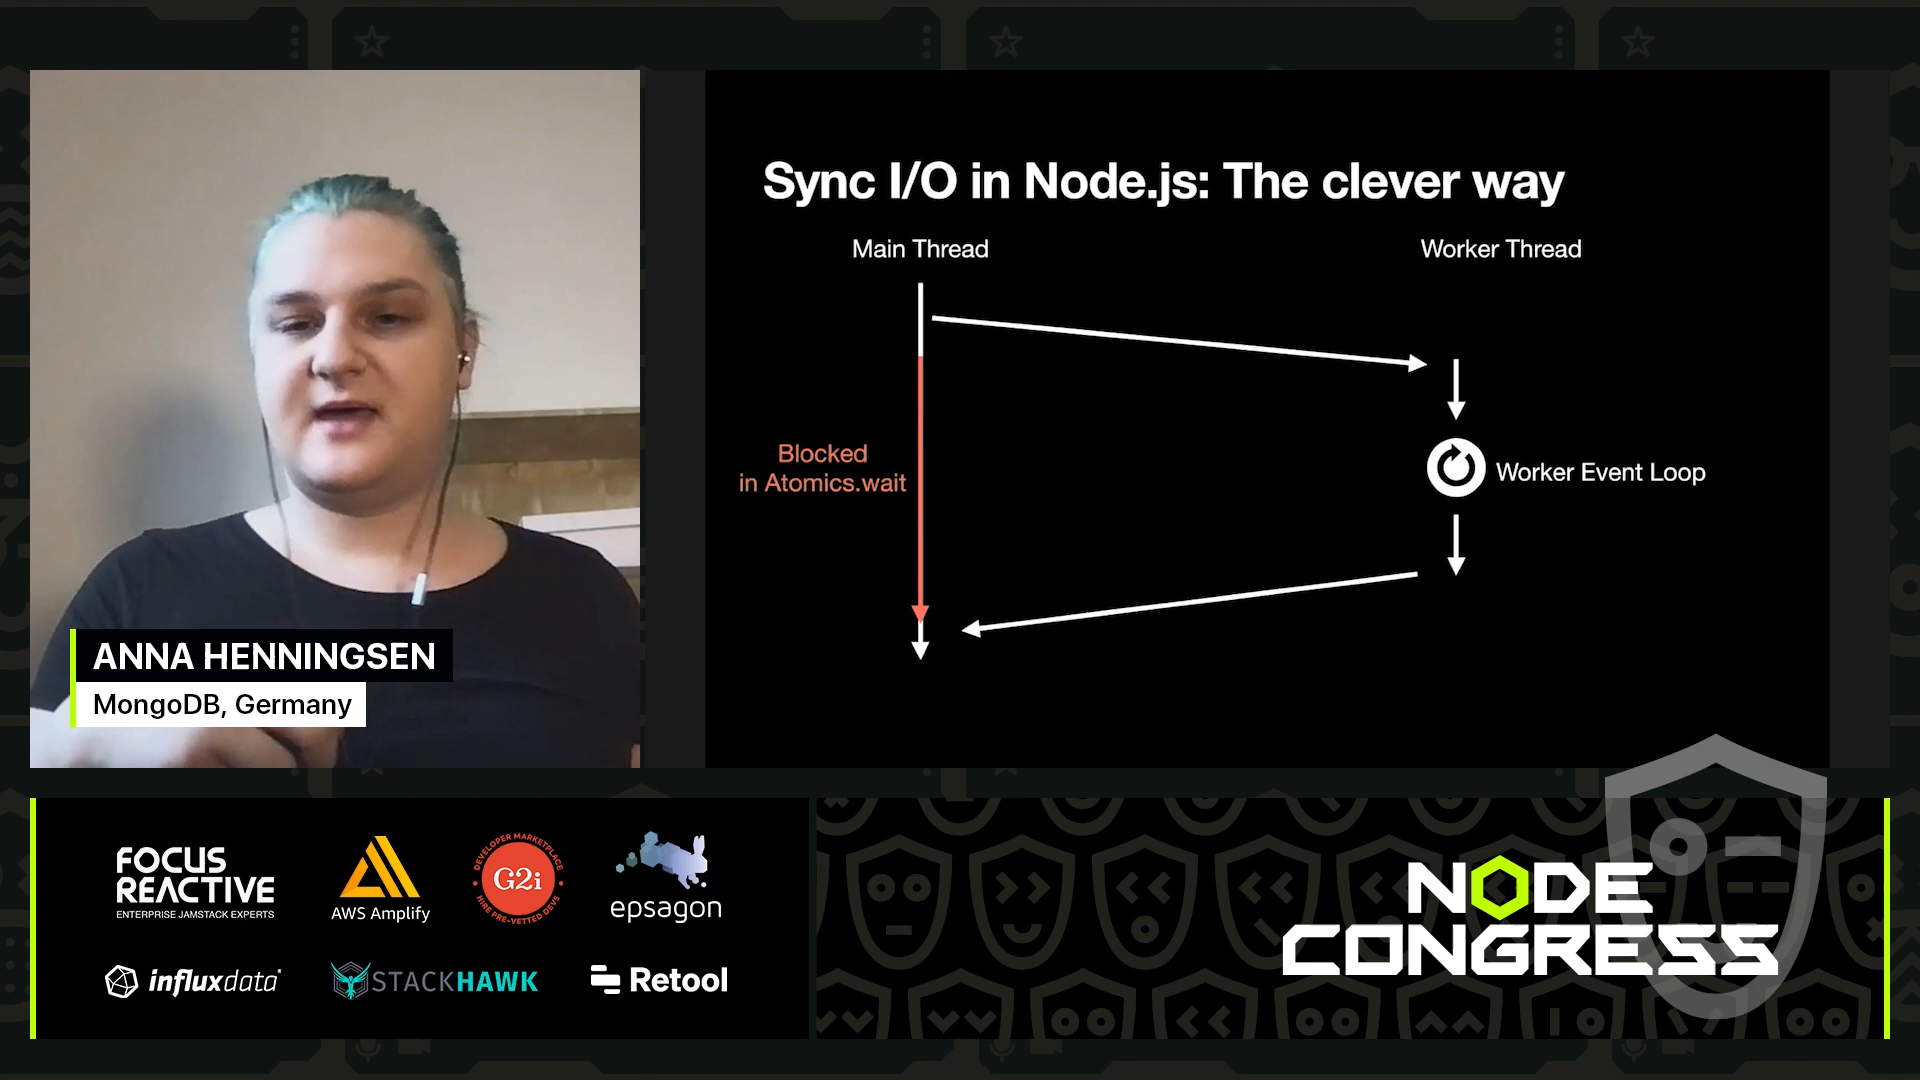 Sync I/O in Node.js: The clever way
Main Thread
Worker Thread
Blocked
in Atomics.wait
Worker Event Loop
ANNA HENNINGSEN
MongoDB, Germany
FOCUS
REACTIVE
ENTERPRISE JAMSTACK EXPERTS
AWS Amplify
DEVELOPER MARKETPLACE
G2i
HIRE PRE-VETTED DEVS
epsagon
influxdata
STACKHAWK
Retool
NODE
CONGRESS